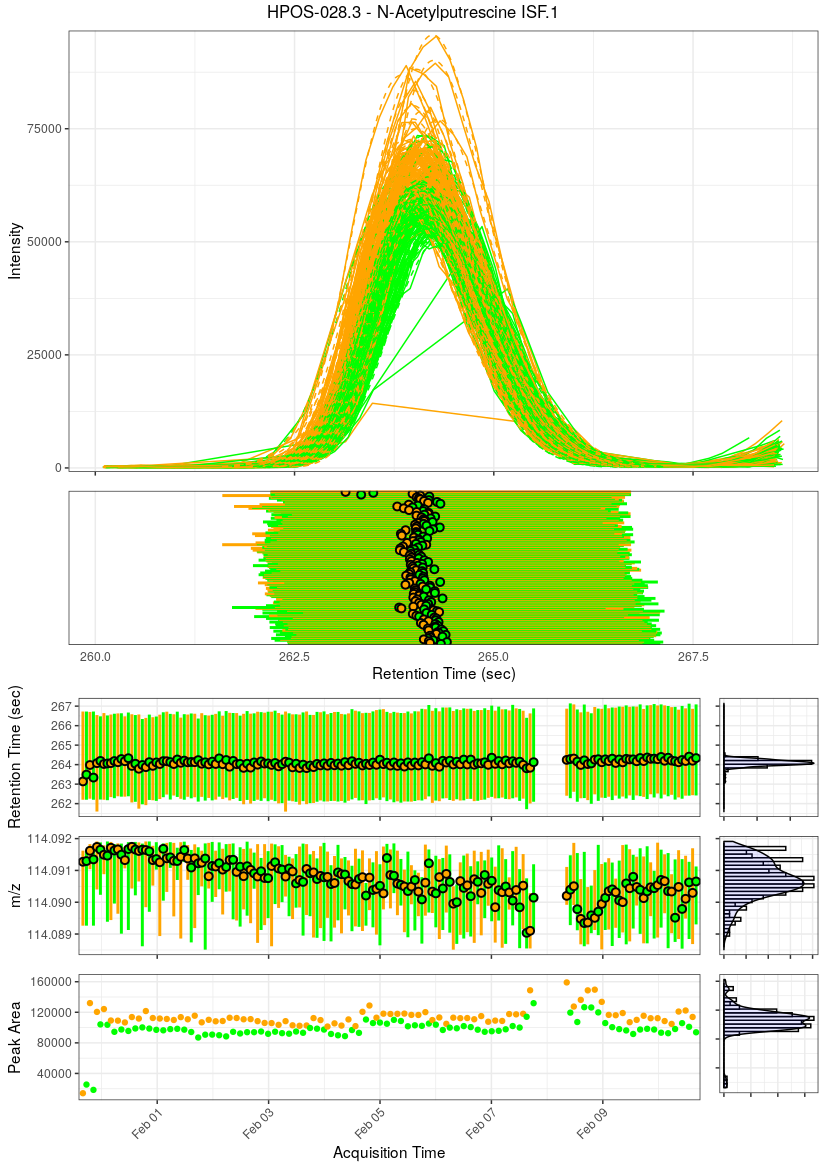 HPOS-028.3 - N-Acetylputrescine ISF.1
Intensity
75000
50000
25000
0
260.0 262.5 265.0 267.5
Retention Time (sec)
Retention Time (sec)
267
266
265
264
263
262
m/z
114.092
114.091
114.090
114.089
Peak Area
160000
120000
80000
40000
Feb 01 Feb 03 Feb 05 Feb 07 Feb 09
Acquisition Time